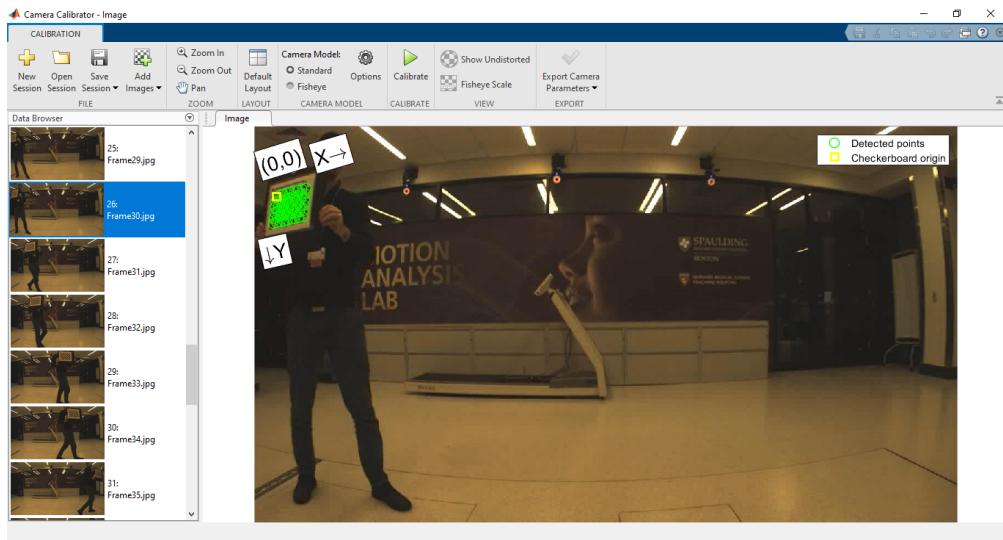 Camera Calibrator - Image
CALIBRATION
New Session
Open Session
Save Session
Add Images
FILE
Zoom In
Zoom Out
Pan
ZOOM
Default Layout
LAYOUT
Camera Model:
Standard
Fisheye
Options
CAMERA MODEL
Calibrate
CALIBRATE
Show Undistorted
Fisheye Scale
VIEW
Export Camera Parameters
EXPORT
Data Browser
Image
25:
Frame29.jpg
26:
Frame30.jpg
27:
Frame31.jpg
28:
Frame32.jpg
29:
Frame33.jpg
30:
Frame34.jpg
31:
Frame35.jpg
(0,0)
X→
↓Y
Detected points
Checkerboard origin
MOTION
ANALYSIS
LAB
SPAULDING
BOSTON